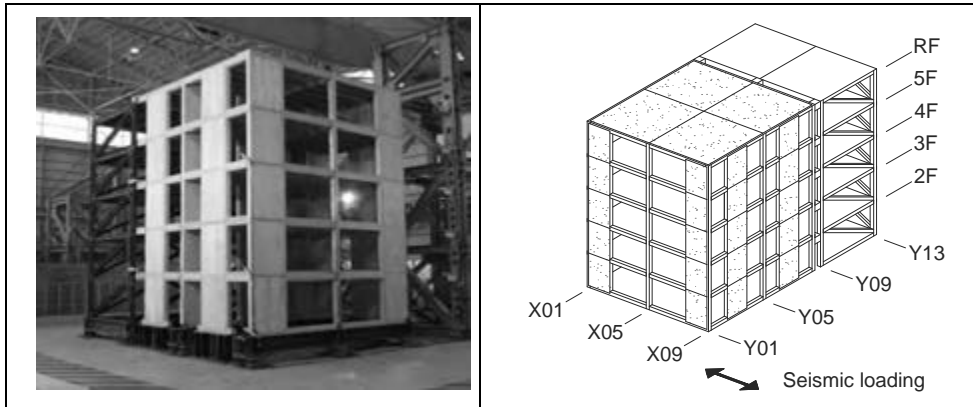 RF
5F
4F
3F
2F
Y13
Y09
Y05
Y01
X01
X05
X09
Seismic loading